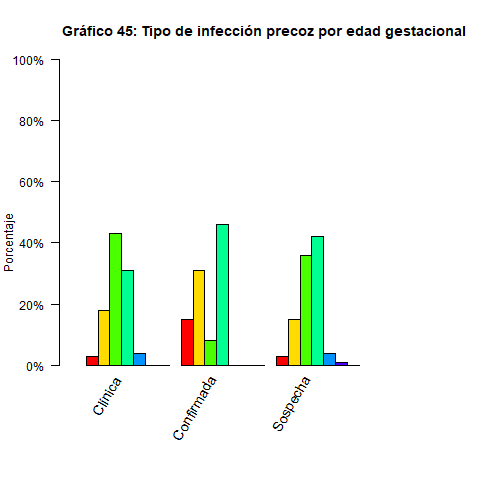 Gráfico 45: Tipo de infección precoz por edad gestacional
100%
80%
60%
40%
20%
0%
Porcentaje
Clínica
Confirmada
Sospecha